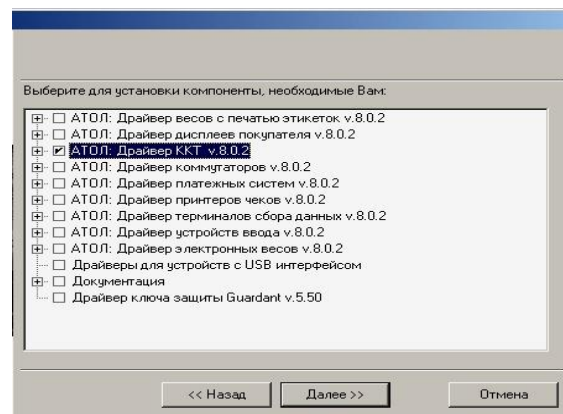 Выберите для установки компоненты, необходимые Вам:
АТОЛ: Драйвер весов с печатью этикеток v.8.0.2
АТОЛ: Драйвер дисплеев покупателя v.8.0.2
АТОЛ: Драйвер ККТ v.8.0.2
АТОЛ: Драйвер коммутаторов v.8.0.2
АТОЛ: Драйвер платежных систем v.8.0.2
АТОЛ: Драйвер принтеров чеков v.8.0.2
АТОЛ: Драйвер терминалов сбора данных v.8.0.2
АТОЛ: Драйвер устройств ввода v.8.0.2
АТОЛ: Драйвер электронных весов v.8.0.2
Драйверы для устройств с USB интерфейсом
Документация
Драйвер ключа защиты Guardant v.5.50
<< Назад Далее >> Отмена